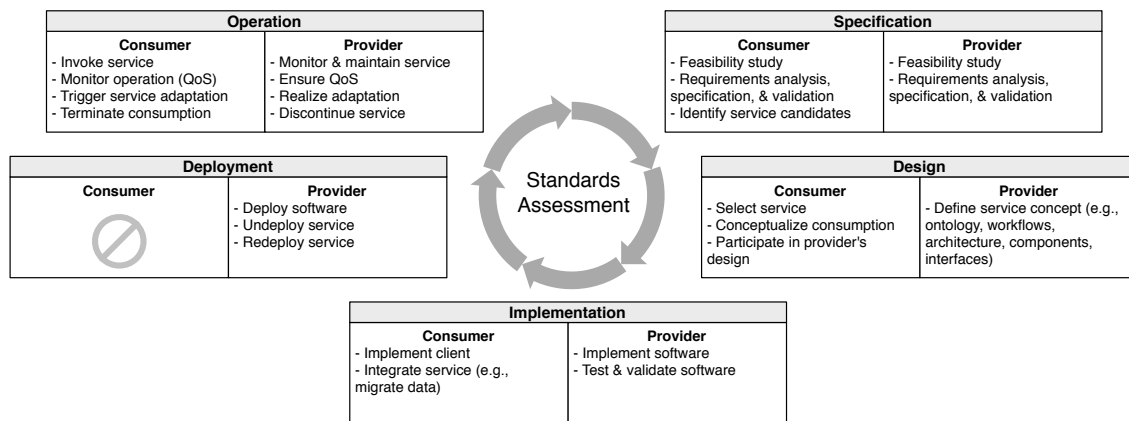 Operation
Consumer
- Invoke service
- Monitor operation (QoS)
- Trigger service adaptation
- Terminate consumption
Provider
- Monitor & maintain service
- Ensure QoS
- Realize adaptation
- Discontinue service
Specification
Consumer
- Feasibility study
- Requirements analysis,
specification, & validation
- Identify service candidates
Provider
- Feasibility study
- Requirements analysis,
specification, & validation
Deployment
Consumer
Provider
- Deploy software
- Undeploy service
- Redeploy service
Standards
Assessment
Design
Consumer
- Select service
- Conceptualize consumption
- Participate in provider's
design
Provider
- Define service concept (e.g.,
ontology, workflows,
architecture, components,
interfaces)
Implementation
Consumer
- Implement client
- Integrate service (e.g.,
migrate data)
Provider
- Implement software
- Test & validate software